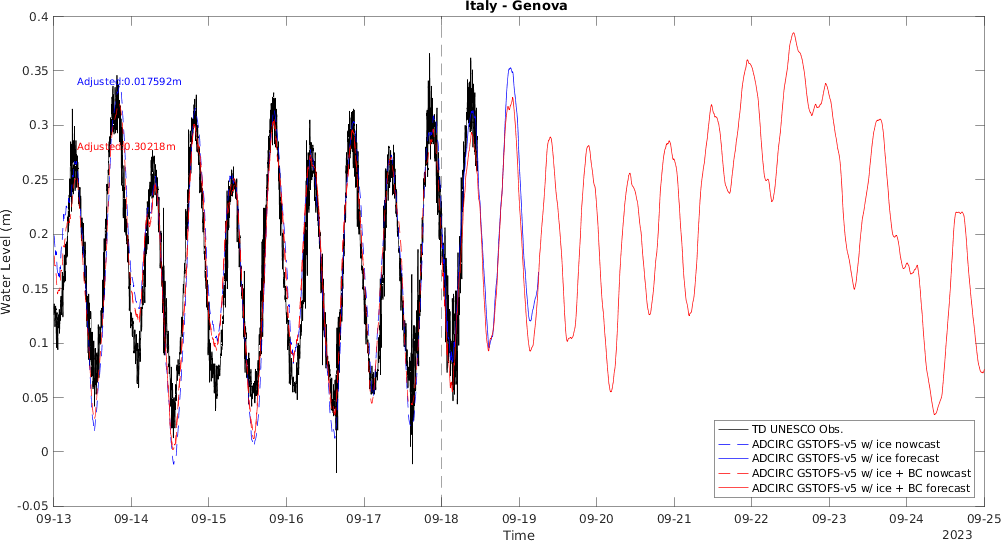 Italy - Genova
Water Level (m)
0.4
0.35
0.3
0.25
0.2
0.15
0.1
0.05
0
-0.05
Adjusted:0.017592m
Adjusted:0.30218m
TD UNESCO Obs.
ADCIRC GSTOFS-v5 w/ ice nowcast
ADCIRC GSTOFS-v5 w/ ice forecast
ADCIRC GSTOFS-v5 w/ ice + BC nowcast
ADCIRC GSTOFS-v5 w/ ice + BC forecast
09-13 09-14 09-15 09-16 09-17 09-18 09-19 09-20 09-21 09-22 09-23 09-24 09-25
Time
2023